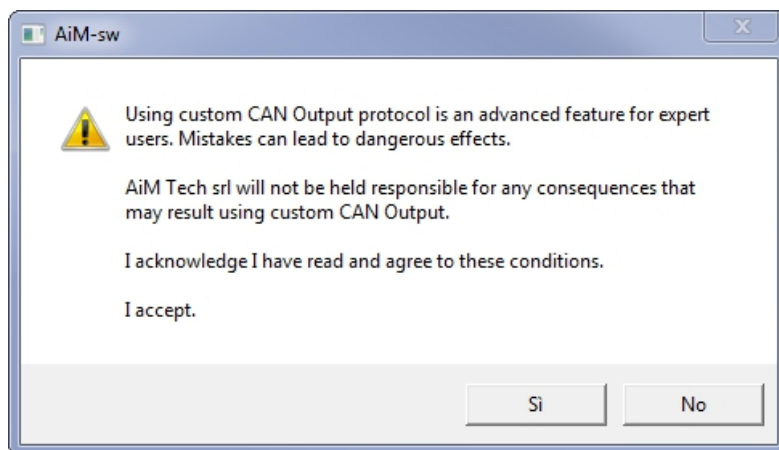 AiM-sw
Using custom CAN Output protocol is an advanced feature for expert
users. Mistakes can lead to dangerous effects.
AiM Tech srl will not be held responsible for any consequences that
may result using custom CAN Output.
I acknowledge I have read and agree to these conditions.
I accept.
Sì
No